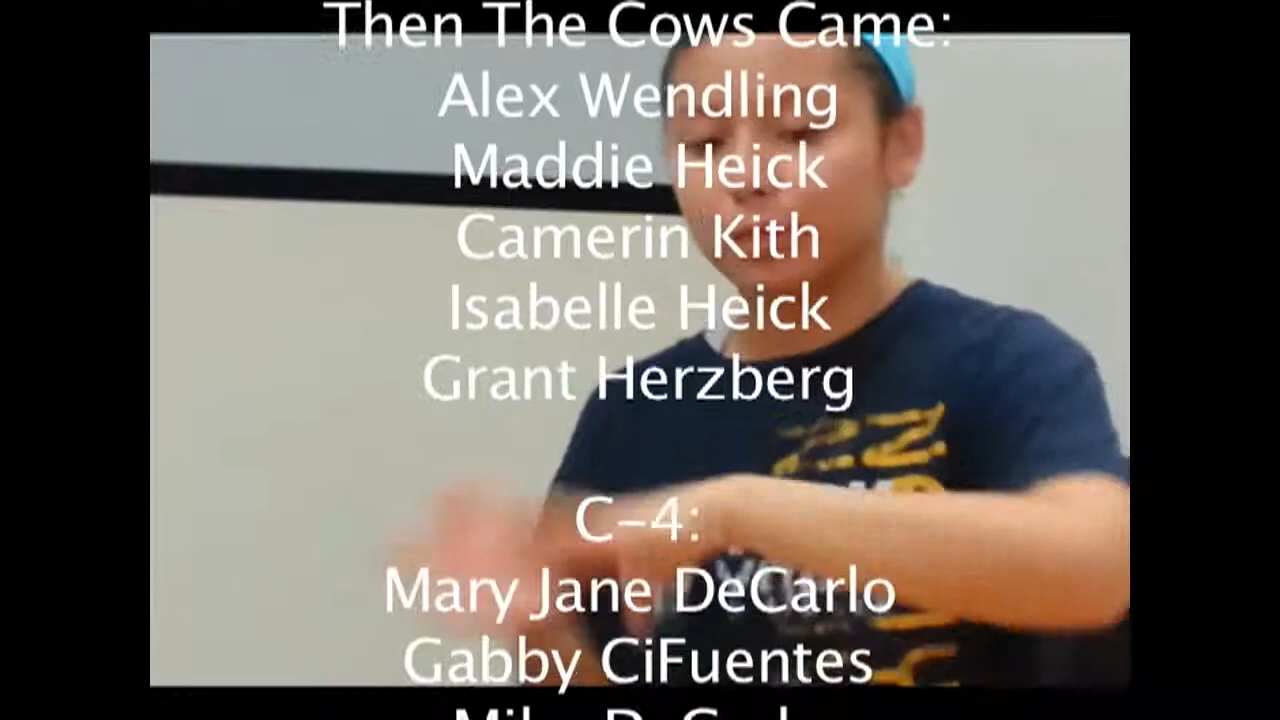 Then The Cows Came:
Alex Wendling
Maddie Heick
Camerin Kith
Isabelle Heick
Grant Herzberg
C-4:
Mary Jane DeCarlo
Gabby CiFuentes